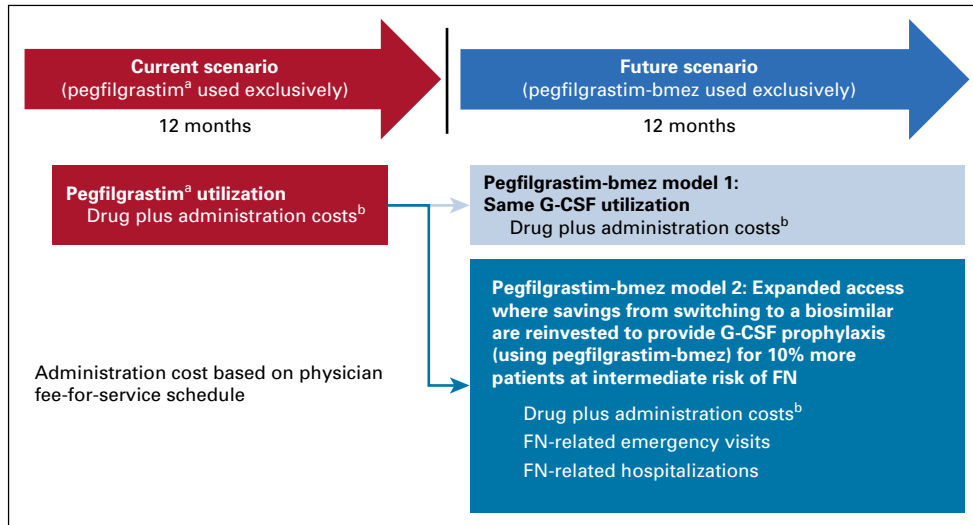 Current scenario
(pegfilgrastimᵃ used exclusively)
12 months
Future scenario
(pegfilgrastim-bmez used exclusively)
12 months
Pegfilgrastimᵃ utilization
Drug plus administration costsᵇ
Pegfilgrastim-bmez model 1:
Same G-CSF utilization
Drug plus administration costsᵇ
Pegfilgrastim-bmez model 2: Expanded access
where savings from switching to a biosimilar
are reinvested to provide G-CSF prophylaxis
(using pegfilgrastim-bmez) for 10% more
patients at intermediate risk of FN
Drug plus administration costsᵇ
FN-related emergency visits
FN-related hospitalizations
Administration cost based on physician
fee-for-service schedule